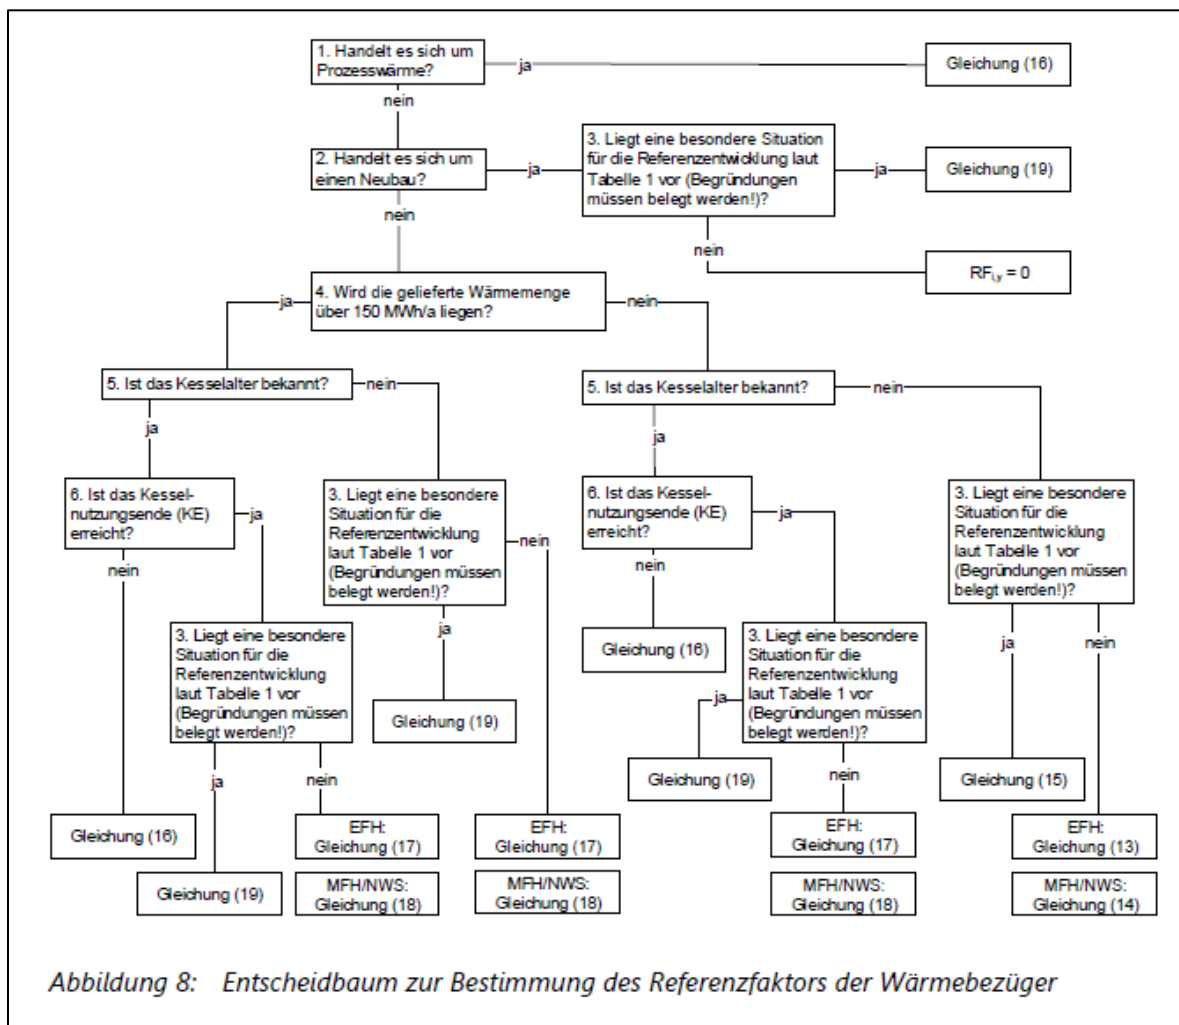 1. Handelt es sich um
Prozesswärme?
ja
Gleichung (16)
nein
2. Handelt es sich um
einen Neubau?
ja
3. Liegt eine besondere Situation
für die Referenzentwicklung laut
Tabelle 1 vor (Begründungen
müssen belegt werden!)?
ja
Gleichung (19)
nein
nein
RFi,y = 0
4. Wird die gelieferte Wärmemenge
über 150 MWh/a liegen?
ja
nein
5. Ist das Kesselalter bekannt?
nein
5. Ist das Kesselalter bekannt?
nein
ja
ja
6. Ist das Kessel-
nutzungsende (KE)
erreicht?
ja
nein
3. Liegt eine besondere
Situation für die
Referenzentwicklung
laut Tabelle 1 vor
(Begründungen müssen
belegt werden!)?
nein
ja
6. Ist das Kessel-
nutzungsende (KE)
erreicht?
ja
nein
3. Liegt eine besondere
Situation für die
Referenzentwicklung
laut Tabelle 1 vor
(Begründungen müssen
belegt werden!)?
ja
nein
3. Liegt eine besondere
Situation für die
Referenzentwicklung
laut Tabelle 1 vor
(Begründungen müssen
belegt werden!)?
ja
nein
Gleichung (19)
Gleichung (16)
3. Liegt eine besondere
Situation für die
Referenzentwicklung
laut Tabelle 1 vor
(Begründungen müssen
belegt werden!)?
ja
nein
Gleichung (19)
Gleichung (15)
Gleichung (16)
Gleichung (19)
EFH:
Gleichung (17)
MFH/NWS:
Gleichung (18)
EFH:
Gleichung (17)
MFH/NWS:
Gleichung (18)
EFH:
Gleichung (17)
MFH/NWS:
Gleichung (18)
EFH:
Gleichung (13)
MFH/NWS:
Gleichung (14)
Abbildung 8: Entscheidbaum zur Bestimmung des Referenzfaktors der Wärmebezüger